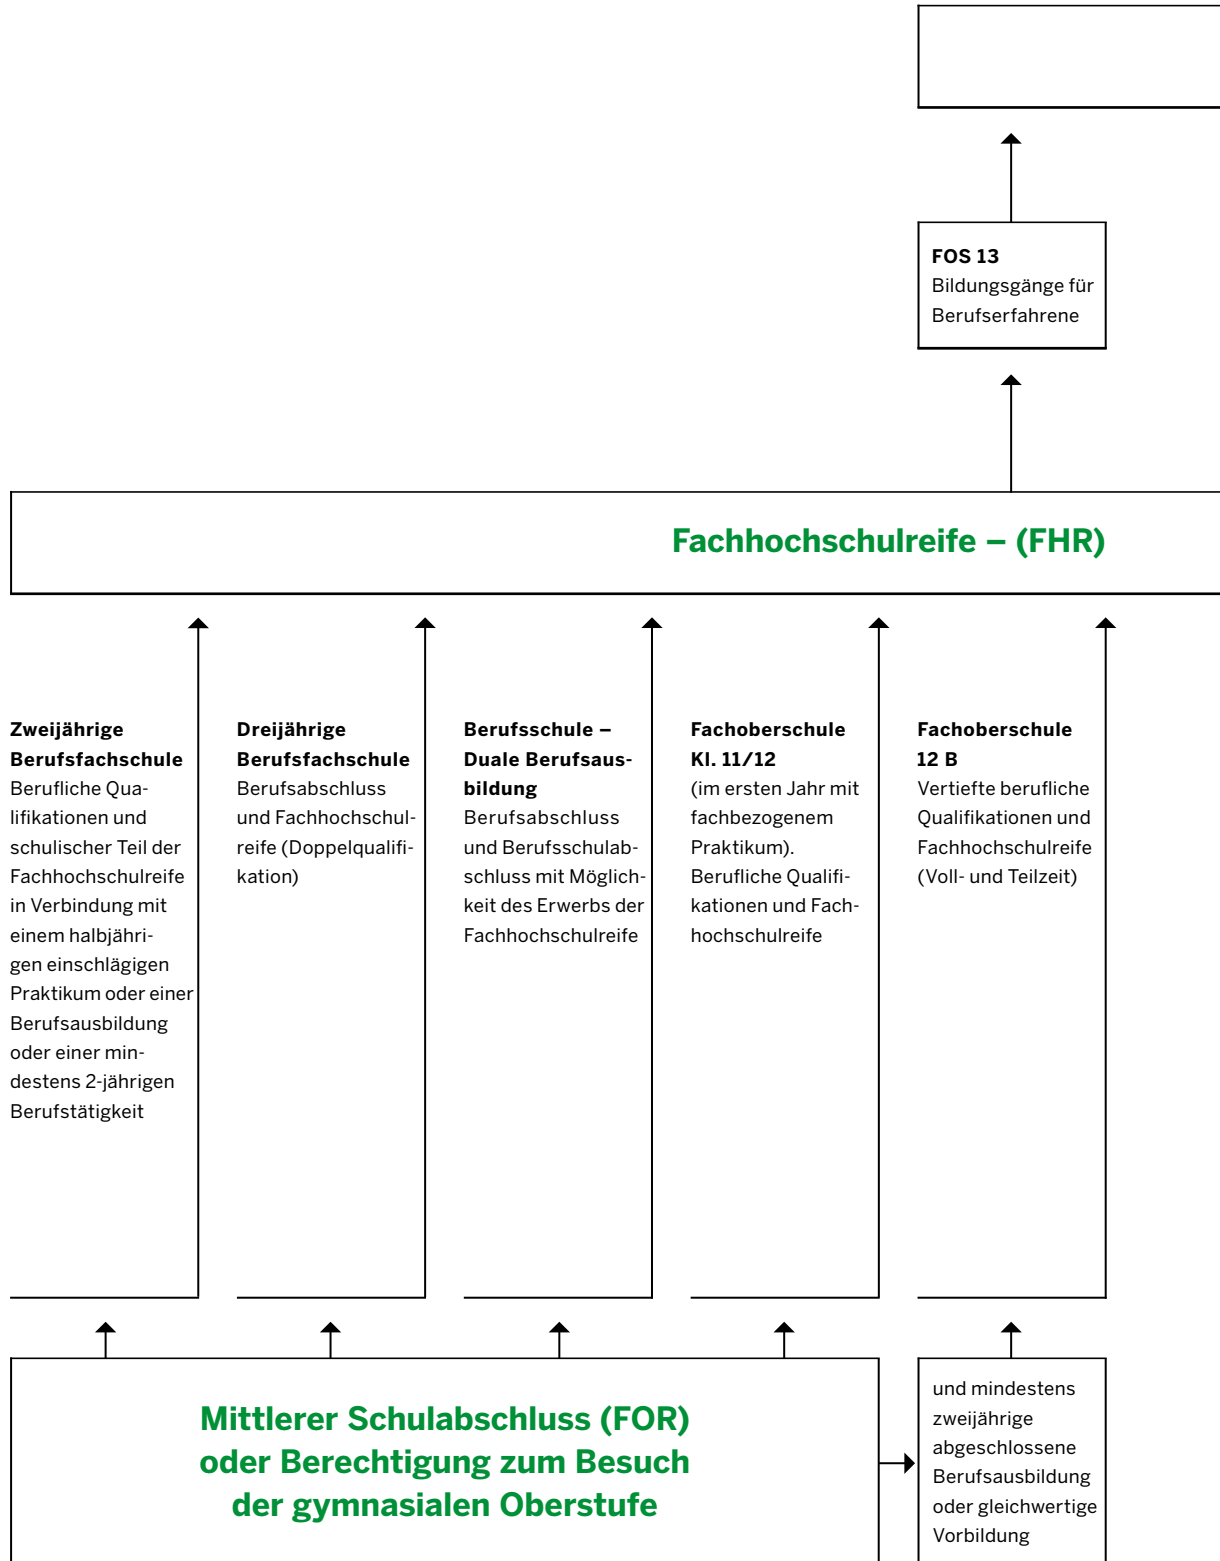 FOS 13
Bildungsgänge für
Berufserfahrene
Fachhochschulreife – (FHR)
Zweijährige
Berufsfachschule
Berufliche Qua-
lifikationen und
schulischer Teil der
Fachhochschulreife
in Verbindung mit
einem halbjähri-
gen einschlägigen
Praktikum oder einer
Berufsausbildung
oder einer min-
destens 2-jährigen
Berufstätigkeit
Dreijährige
Berufsfachschule
Berufsabschluss
und Fachhochschul-
reife (Doppelqualifi-
kation)
Berufsschule –
Duale Berufsaus-
bildung
Berufsabschluss
und Berufsschulab-
schluss mit Möglich-
keit des Erwerbs der
Fachhochschulreife
Fachoberschule
Kl. 11/12
(im ersten Jahr mit
fachbezogenem
Praktikum).
Berufliche Qualifi-
kationen und Fach-
hochschulreife
Fachoberschule
12 B
Vertiefte berufliche
Qualifikationen und
Fachhochschulreife
(Voll- und Teilzeit)
Mittlerer Schulabschluss (FOR)
oder Berechtigung zum Besuch
der gymnasialen Oberstufe
und mindestens
zweijährige
abgeschlossene
Berufsausbildung
oder gleichwertige
Vorbildung